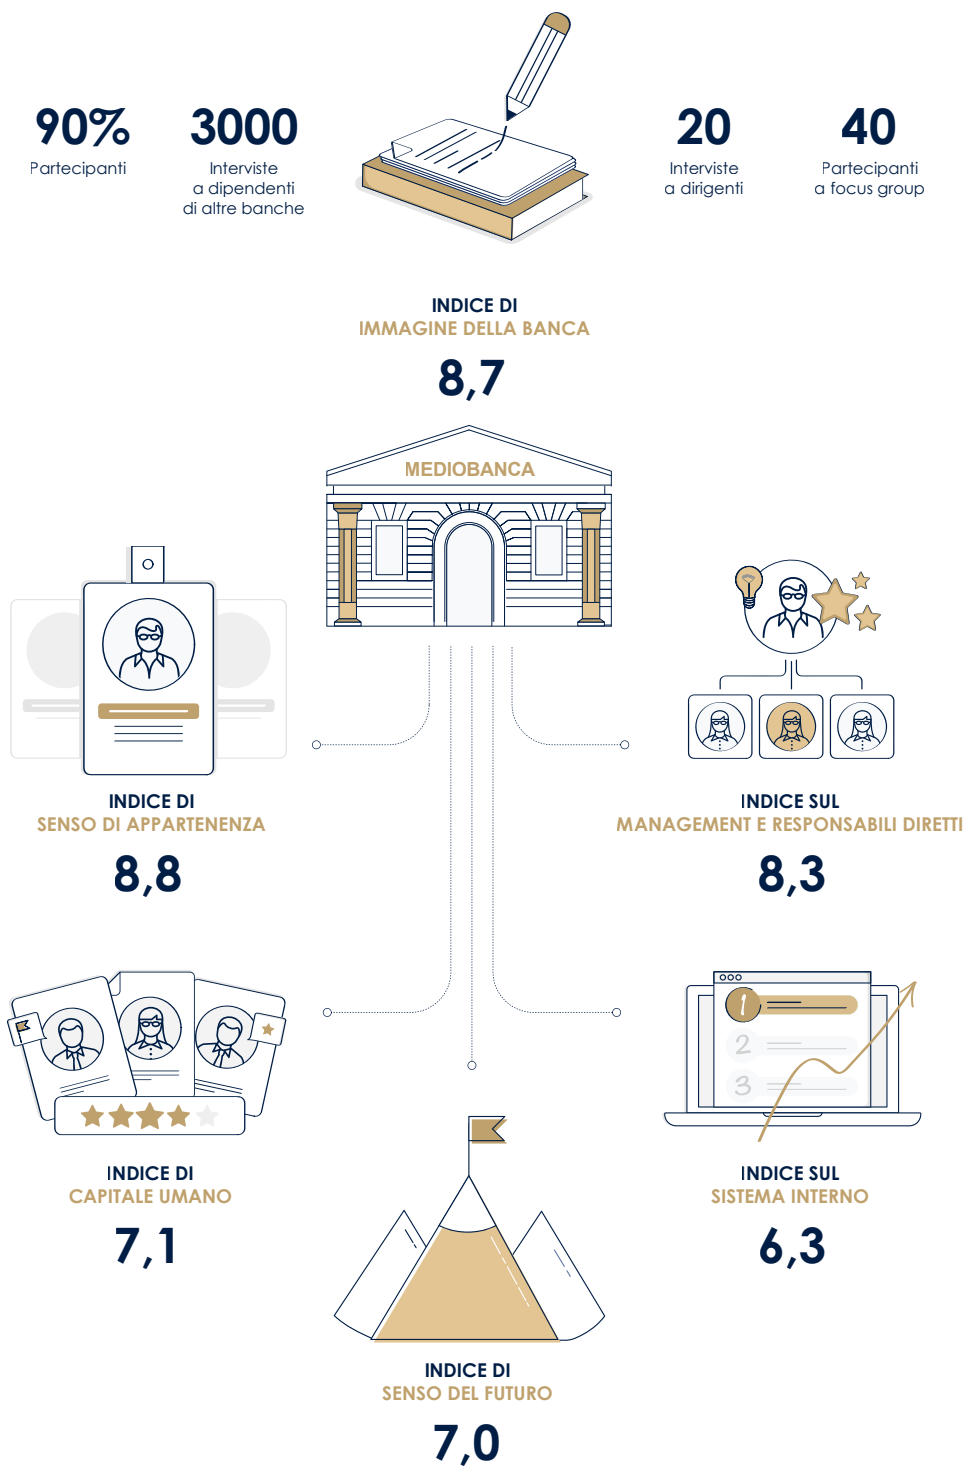 90%
Partecipanti
3000
Interviste
a dipendenti
di altre banche
20
Interviste
a dirigenti
40
Partecipanti
a focus group
INDICE DI
IMMAGINE DELLA BANCA
8,7
MEDIOBANCA
INDICE DI
SENSO DI APPARTENENZA
8,8
INDICE SUL
MANAGEMENT E RESPONSABILI DIRETTI
8,3
1
2
3
INDICE DI
CAPITALE UMANO
7,1
INDICE SUL
SISTEMA INTERNO
6,3
INDICE DI
SENSO DEL FUTURO
7,0